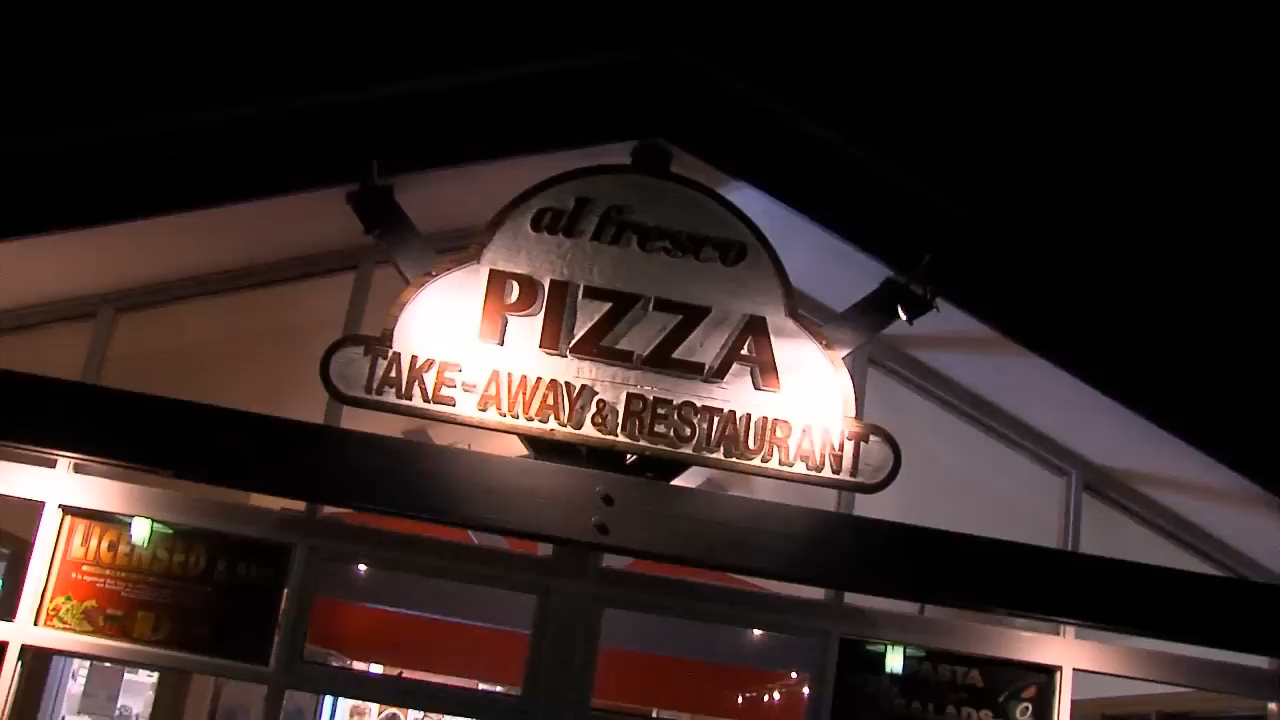 al fresco
PIZZA
TAKE-AWAY & RESTAURANT
LICENSED &
PASTA
SALADS